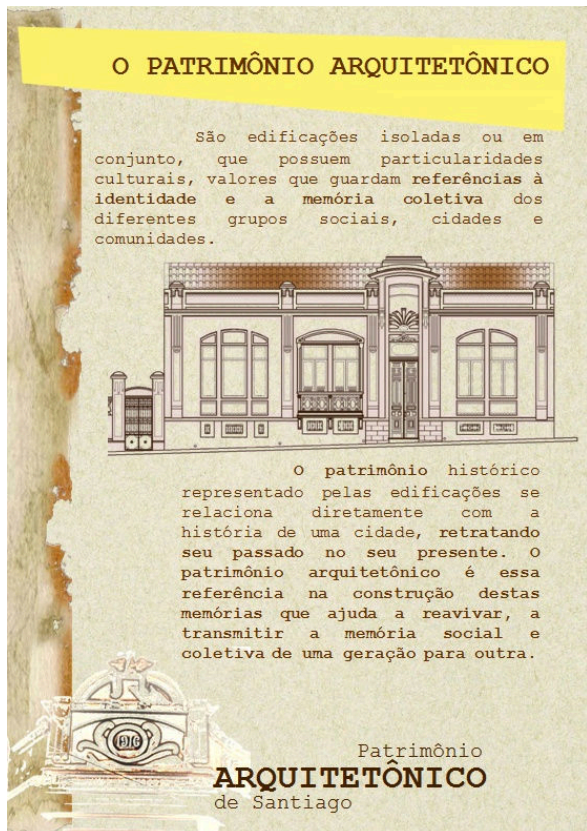 O PATRIMÔNIO ARQUITETÔNICO
São edificações isoladas ou em
conjunto, que possuem particularidades
culturais, valores que guardam referências à
identidade e a memória coletiva dos
diferentes grupos sociais, cidades e
comunidades.
O patrimônio histórico
representado pelas edificações se
relaciona diretamente com a
história de uma cidade, retratando
seu passado no seu presente. O
patrimônio arquitetônico é essa
referência na construção destas
memórias que ajuda a reavivar, a
transmitir a memória social e
coletiva de uma geração para outra.
Patrimônio
ARQUITETÔNICO
de Santiago